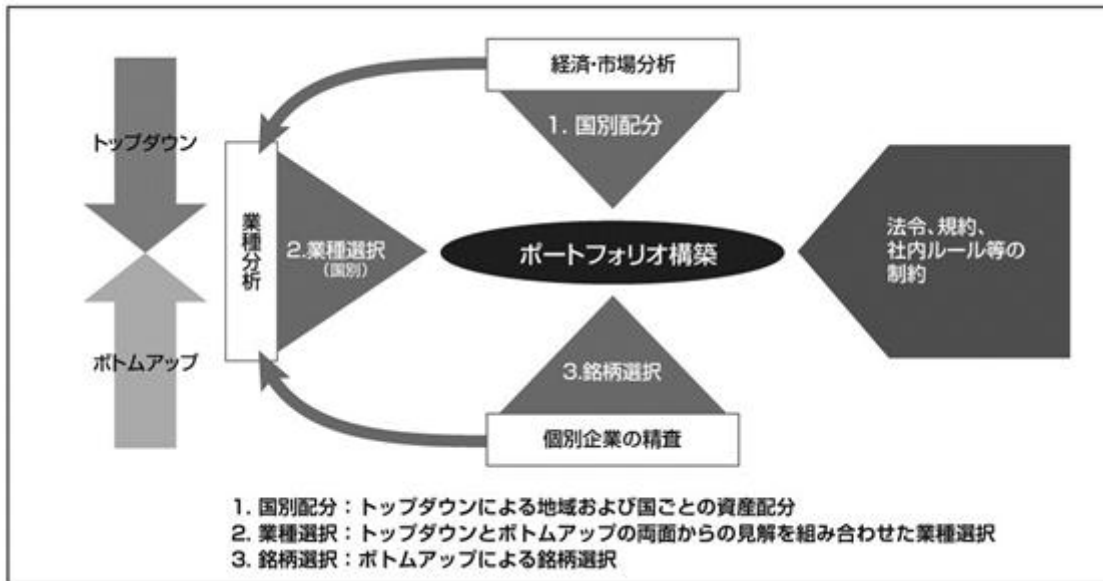 経済・市場分析
1. 国別配分
トップダウン
業種分析
2.業種選択
(国別)
ポートフォリオ構築
法令、規約、
社内ルール等の
制約
ボトムアップ
3.銘柄選択
個別企業の精査
1. 国別配分：トップダウンによる地域および国ごとの資産配分
2. 業種選択：トップダウンとボトムアップの両面からの見解を組み合わせた業種選択
3. 銘柄選択：ボトムアップによる銘柄選択